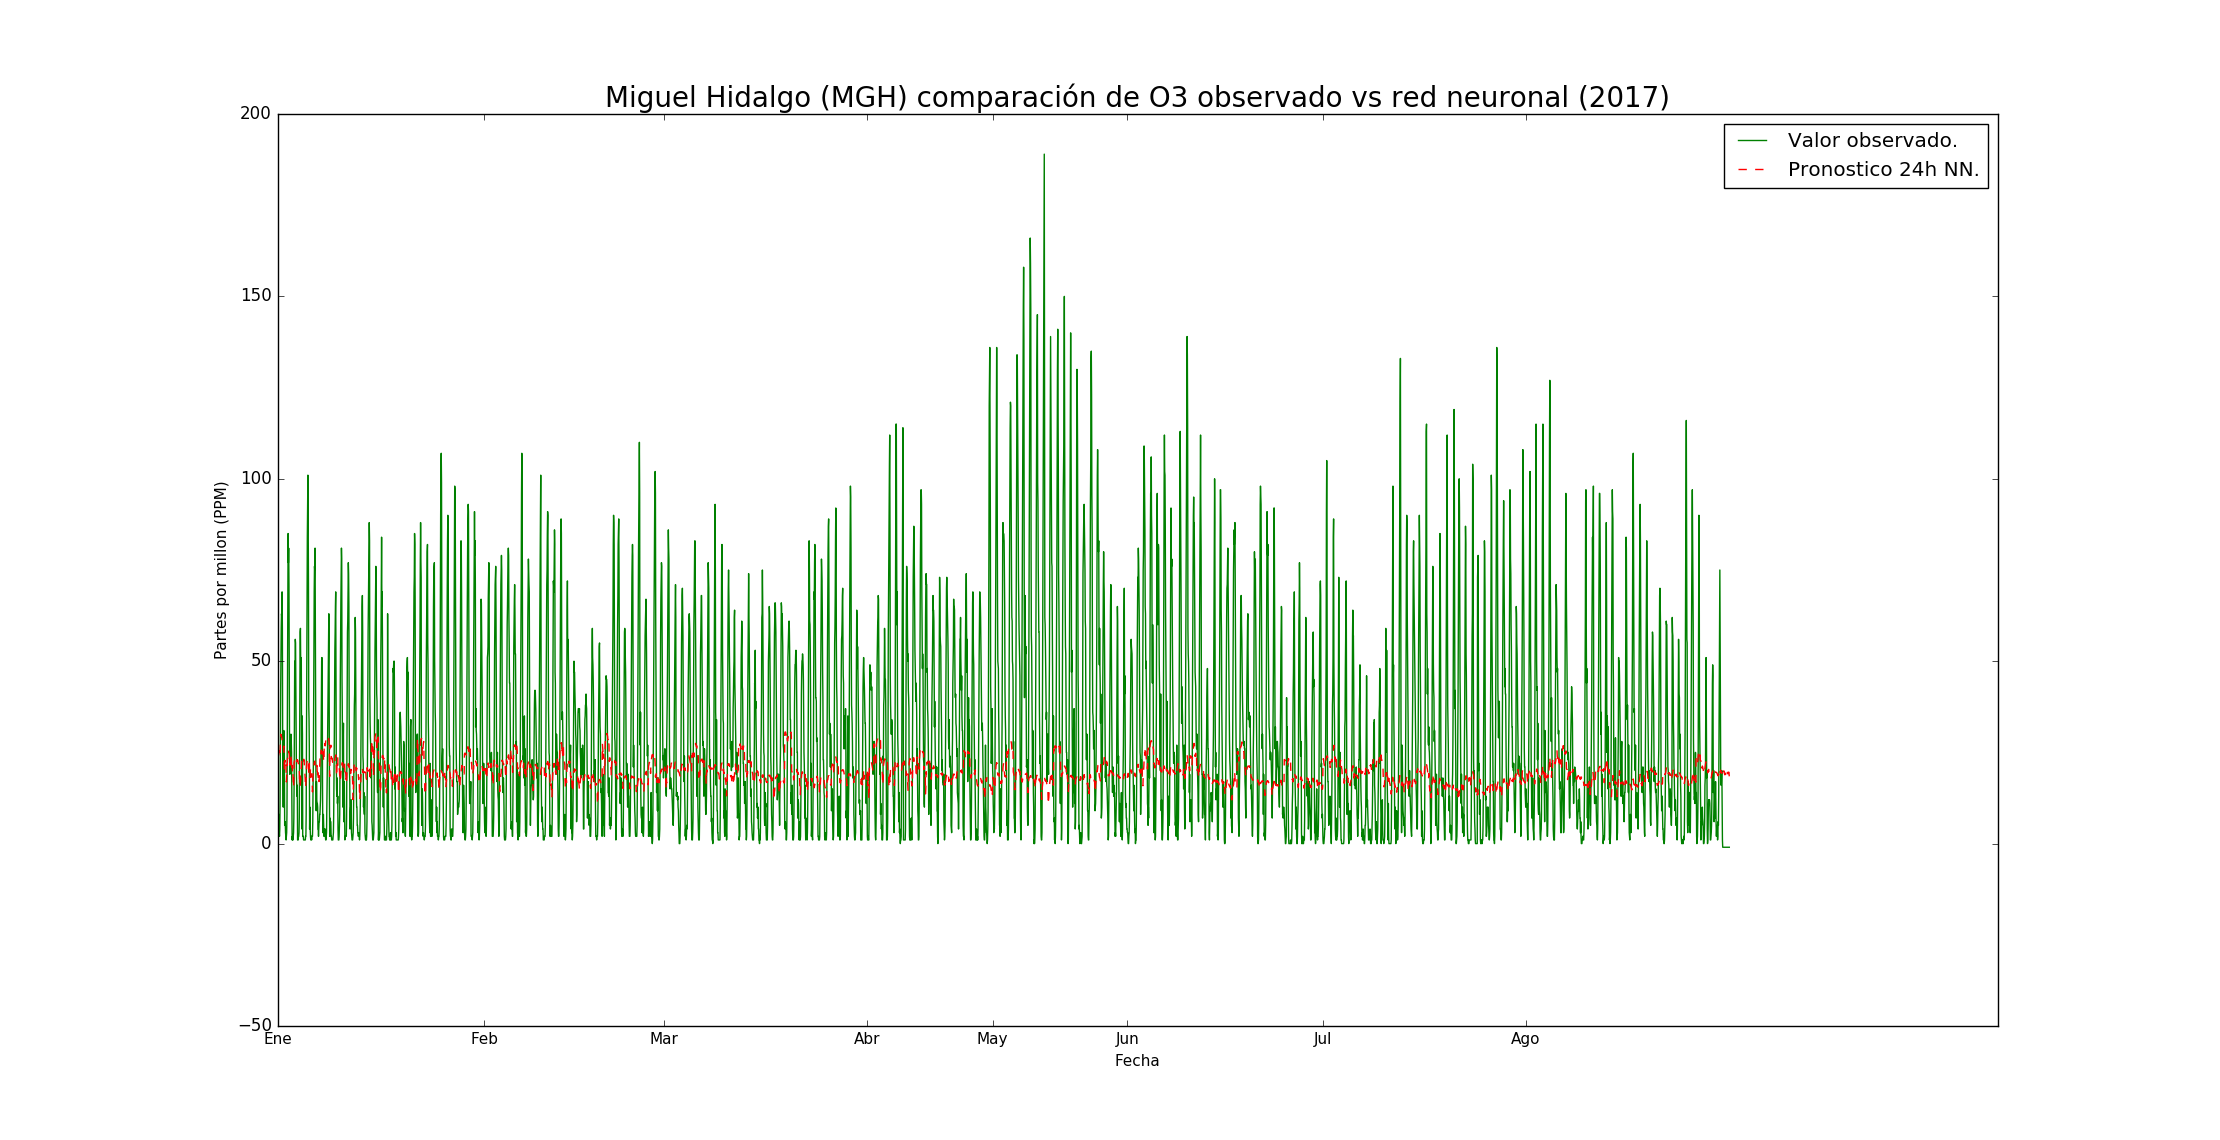 Miguel Hidalgo (MGH) comparación de O3 observado vs red neuronal (2017)
200
150
100
50
0
−50
Partes por millon (PPM)
Valor observado.
Pronostico 24h NN.
Ene Feb Mar Abr May Jun Jul Ago
Fecha